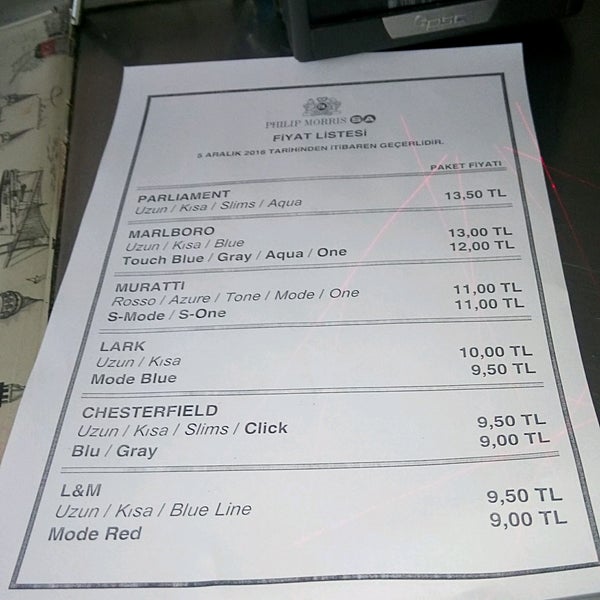 PHILIP MORRIS SA
FİYAT LİSTESİ
5 ARALIK 2016 TARİHİNDEN İTİBAREN GEÇERLİDİR.
PAKET FİYATI
PARLIAMENT
Uzun / Kısa / Slims / Aqua 13,50 TL
MARLBORO
Uzun / Kısa / Blue 13,00 TL
Touch Blue / Gray / Aqua / One 12,00 TL
MURATTI
Rosso / Azure / Tone / Mode / One 11,00 TL
S-Mode / S-One 11,00 TL
LARK
Uzun / Kısa 10,00 TL
Mode Blue 9,50 TL
CHESTERFIELD
Uzun / Kısa / Slims / Click 9,50 TL
Blu / Gray 9,00 TL
L&M
Uzun / Kısa / Blue Line 9,50 TL
Mode Red 9,00 TL